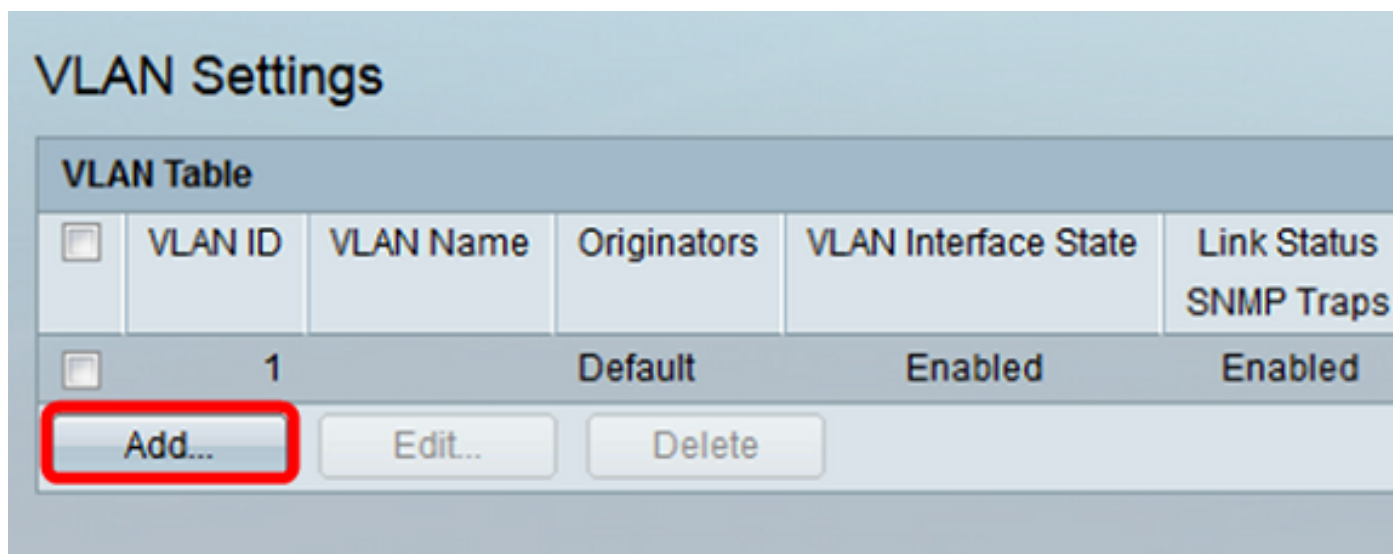 VLAN Settings
VLAN Table
VLAN ID VLAN Name Originators VLAN Interface State Link Status
SNMP Traps
1 Default Enabled Enabled
Add... Edit... Delete